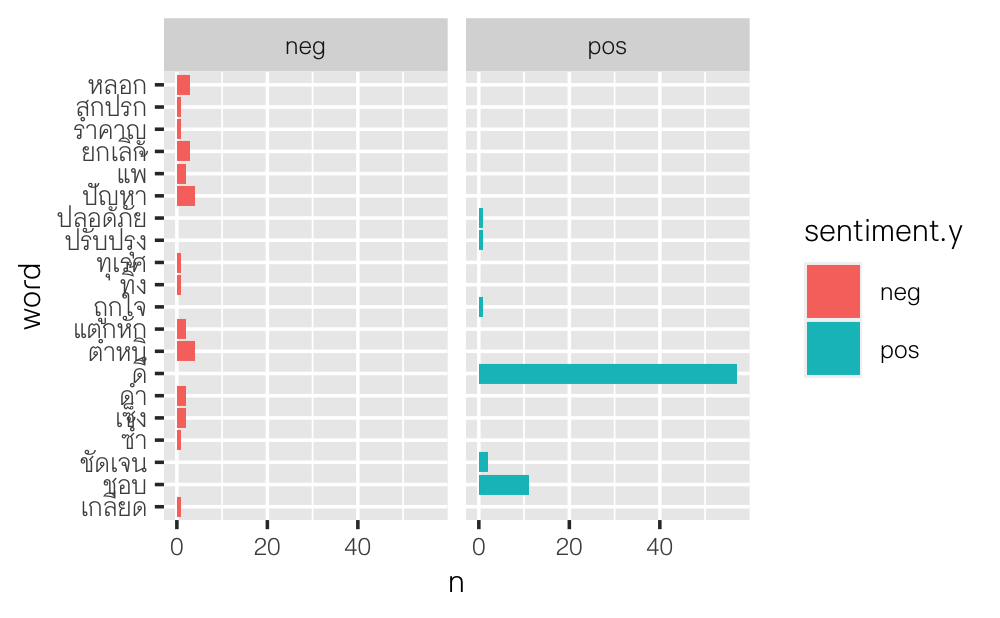 neg
pos
หลอก
สกปรก
รำคาญ
ยกเลิก
แพ้
ปัญหา
ปลอดภัย
ปรับปรุง
ทุเรศ
ทิ้ง
ถูกใจ
แตกหัก
ตำหนิ
ดี
ด่า
เซ็ง
ซ้ำ
ชัดเจน
ชอบ
เกลียด
word
0
20
40
0
20
40
n
sentiment.y
neg
pos